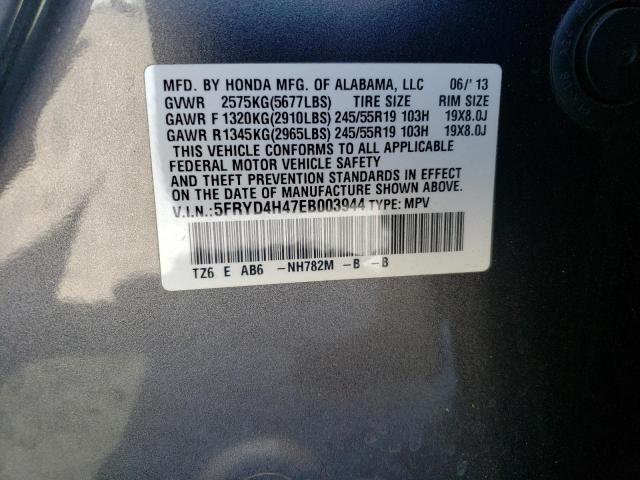 MFD. BY HONDA MFG. OF ALABAMA, LLC 06/'13
GVWR 2575KG(5677LBS) TIRE SIZE RIM SIZE
GAWR F 1320KG(2910LBS) 245/55R19 103H 19X8.0J
GAWR R1345KG(2965LBS) 245/55R19 103H 19X8.0J
THIS VEHICLE CONFORMS TO ALL APPLICABLE
FEDERAL MOTOR VEHICLE SAFETY
AND THEFT PREVENTION STANDARDS IN EFFECT
ON THE DATE OF MANUFACTURE SHOWN ABOVE.
V.I.N.:5FRYD4H47EB003944 TYPE: MPV
TZ6 E AB6 -NH782M -B -B